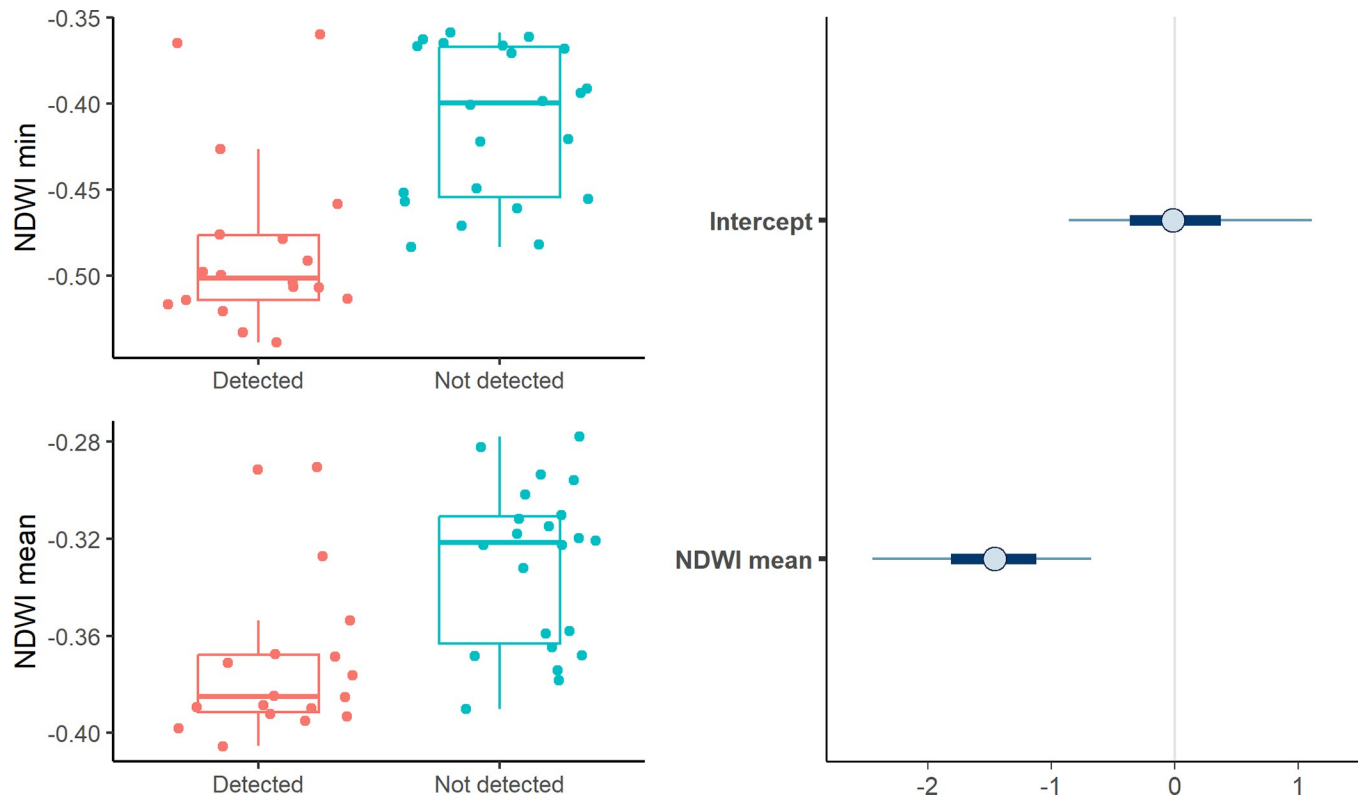 NDWI min
-0.35
-0.40
-0.45
-0.50
Detected
Not detected
NDWI mean
-0.28
-0.32
-0.36
-0.40
Detected
Not detected
Intercept
NDWI mean
-2
-1
0
1